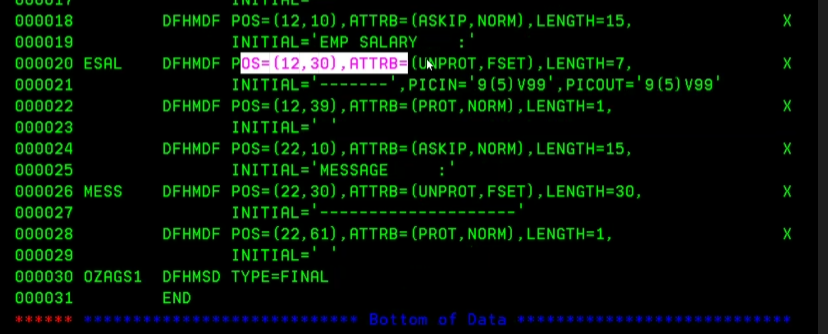 000018         DFHMDF POS=(12,10),ATTRB=(ASKIP,NORM),LENGTH=15,                X
000019                INITIAL='EMP SALARY    :'
000020 ESAL    DFHMDF POS=(12,30),ATTRB=(UNPROT,FSET),LENGTH=7,                X
000021                INITIAL='-------',PICIN='9(5)V99',PICOUT='9(5)V99'
000022         DFHMDF POS=(12,39),ATTRB=(PROT,NORM),LENGTH=1,                  X
000023                INITIAL=' '
000024         DFHMDF POS=(22,10),ATTRB=(ASKIP,NORM),LENGTH=15,                X
000025                INITIAL='MESSAGE     :'
000026 MESS    DFHMDF POS=(22,30),ATTRB=(UNPROT,FSET),LENGTH=30,               X
000027                INITIAL='--------------------'
000028         DFHMDF POS=(22,61),ATTRB=(PROT,NORM),LENGTH=1,                  X
000029                INITIAL=' '
000030 OZAGS1  DFHMSD TYPE=FINAL
000031         END
****** **************************** Bottom of Data ****************************